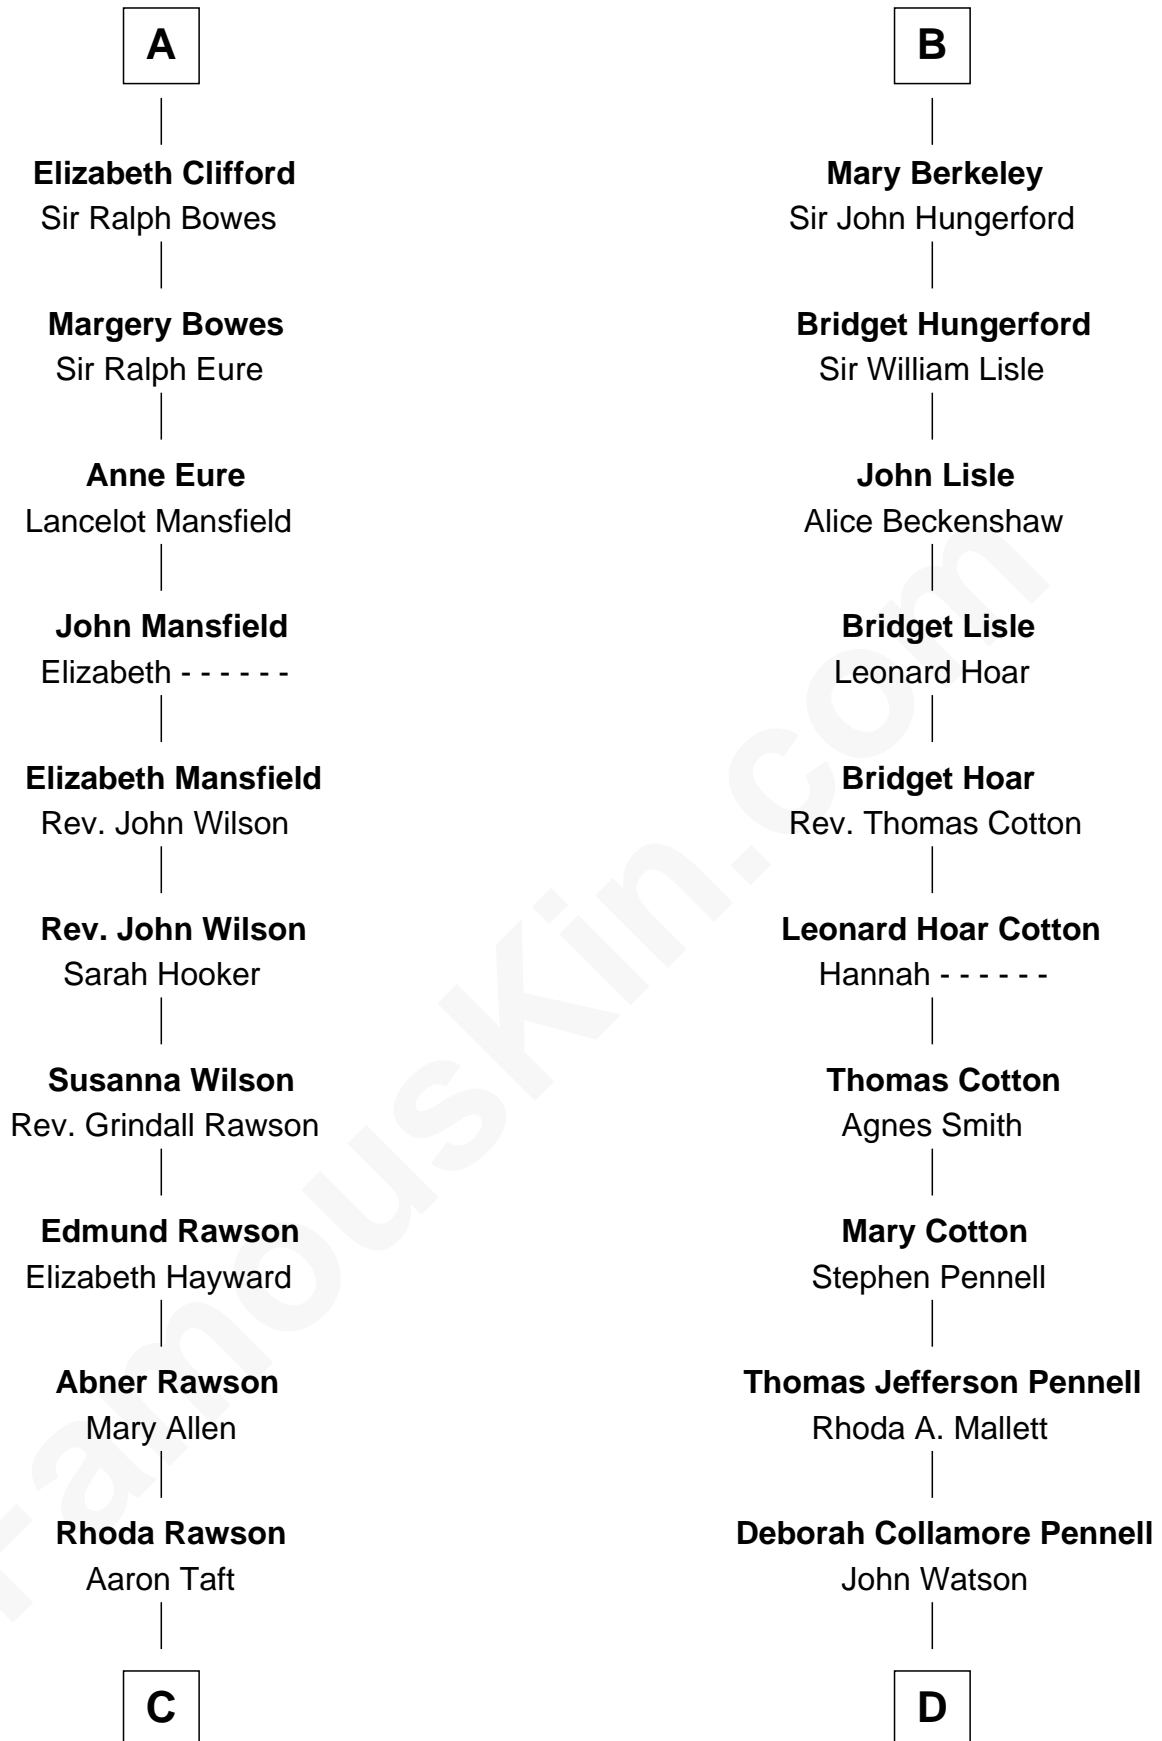 A
Elizabeth Clifford
Sir Ralph Bowes
Margery Bowes
Sir Ralph Eure
Anne Eure
Lancelot Mansfield
John Mansfield
Elizabeth - - - - - -
Elizabeth Mansfield
Rev. John Wilson
Rev. John Wilson
Sarah Hooker
Susanna Wilson
Rev. Grindall Rawson
Edmund Rawson
Elizabeth Hayward
Abner Rawson
Mary Allen
Rhoda Rawson
Aaron Taft
C
B
Mary Berkeley
Sir John Hungerford
Bridget Hungerford
Sir William Lisle
John Lisle
Alice Beckenshaw
Bridget Lisle
Leonard Hoar
Bridget Hoar
Rev. Thomas Cotton
Leonard Hoar Cotton
Hannah - - - - - -
Thomas Cotton
Agnes Smith
Mary Cotton
Stephen Pennell
Thomas Jefferson Pennell
Rhoda A. Mallett
Deborah Collamore Pennell
John Watson
D
FamousKin.com